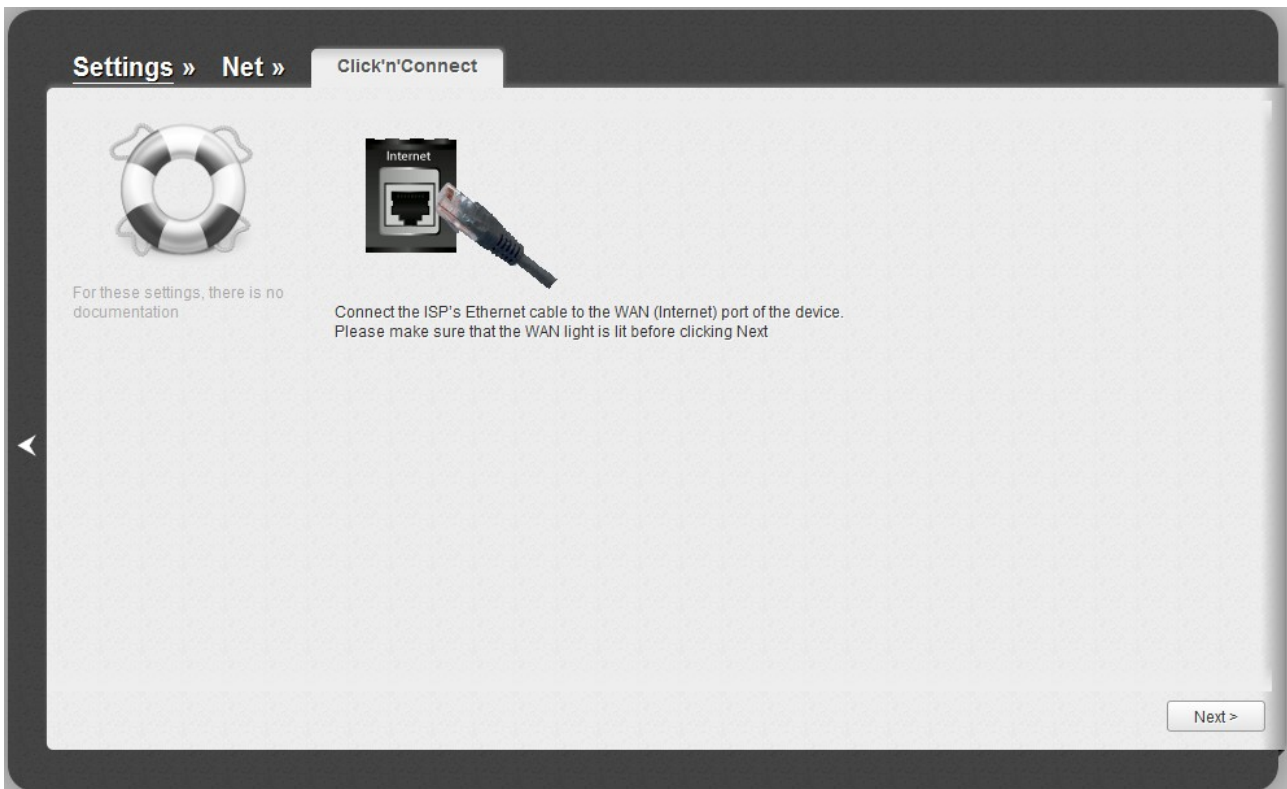 Settings » Net » Click'n'Connect
Internet
For these settings, there is no
documentation
Connect the ISP's Ethernet cable to the WAN (Internet) port of the device.
Please make sure that the WAN light is lit before clicking Next
Next >